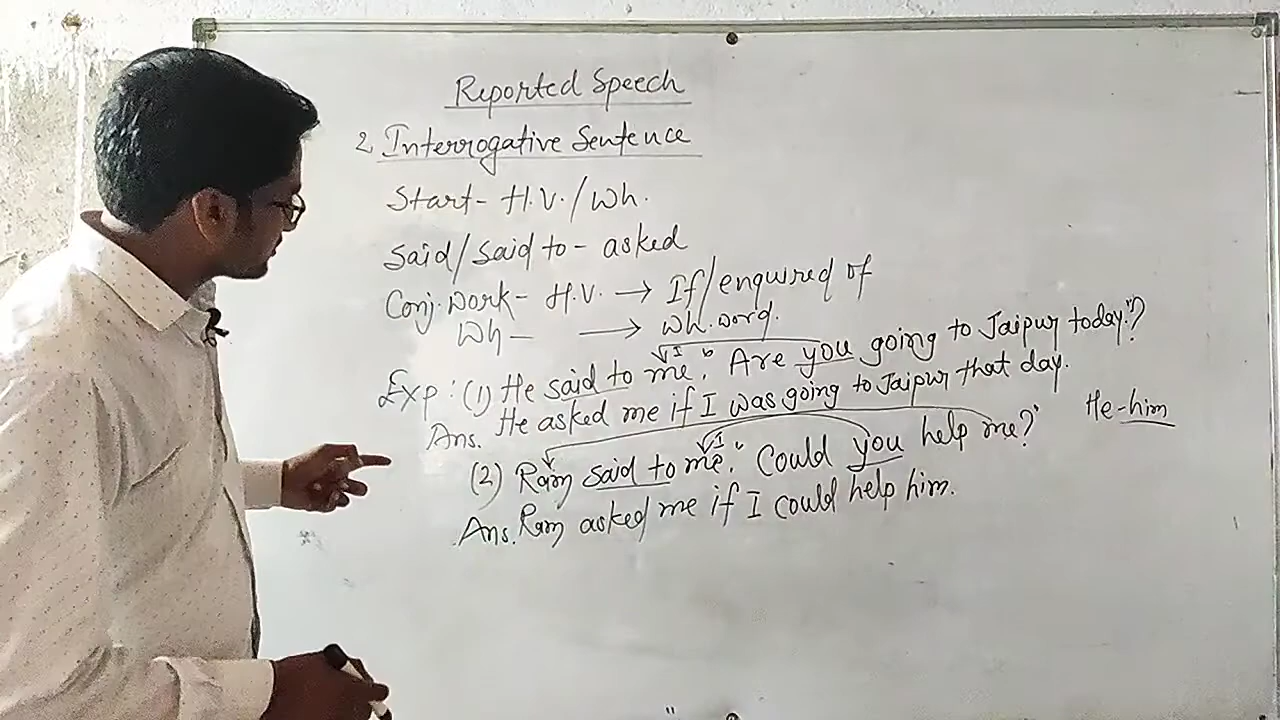 Reported Speech
2. Interrogative Sentence
Start - H.V. / Wh.
Said / Said to - asked
Conj. Work - H.V. → If / enquired of
Wh - → Wh. word.
Exp : (1) He said to me, "Are you going to Jaipur today"?
I
Ans. He asked me if I was going to Jaipur that day.
He - him
(2) Ram said to me, "Could you help me?"
I
Ans. Ram asked me if I could help him.